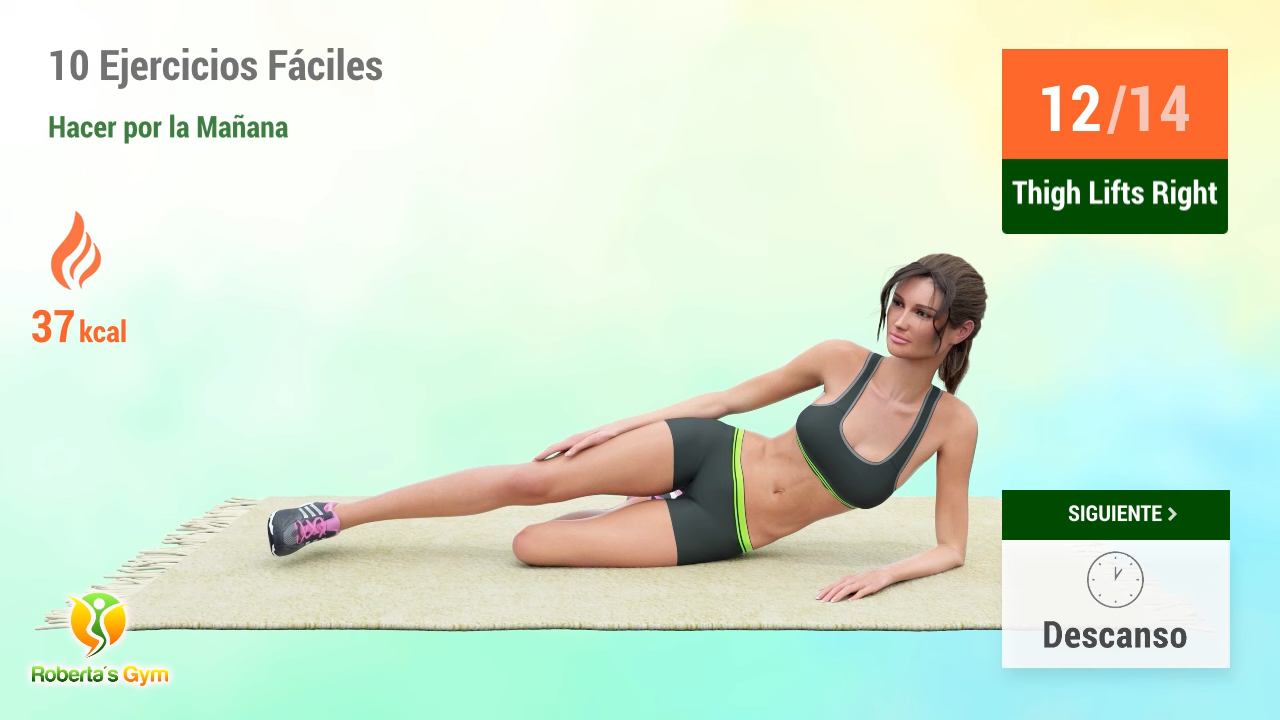 10 Ejercicios Fáciles
Hacer por la Mañana
12/14
Thigh Lifts Right
37 kcal
SIGUIENTE >
Descanso
Roberta´s Gym